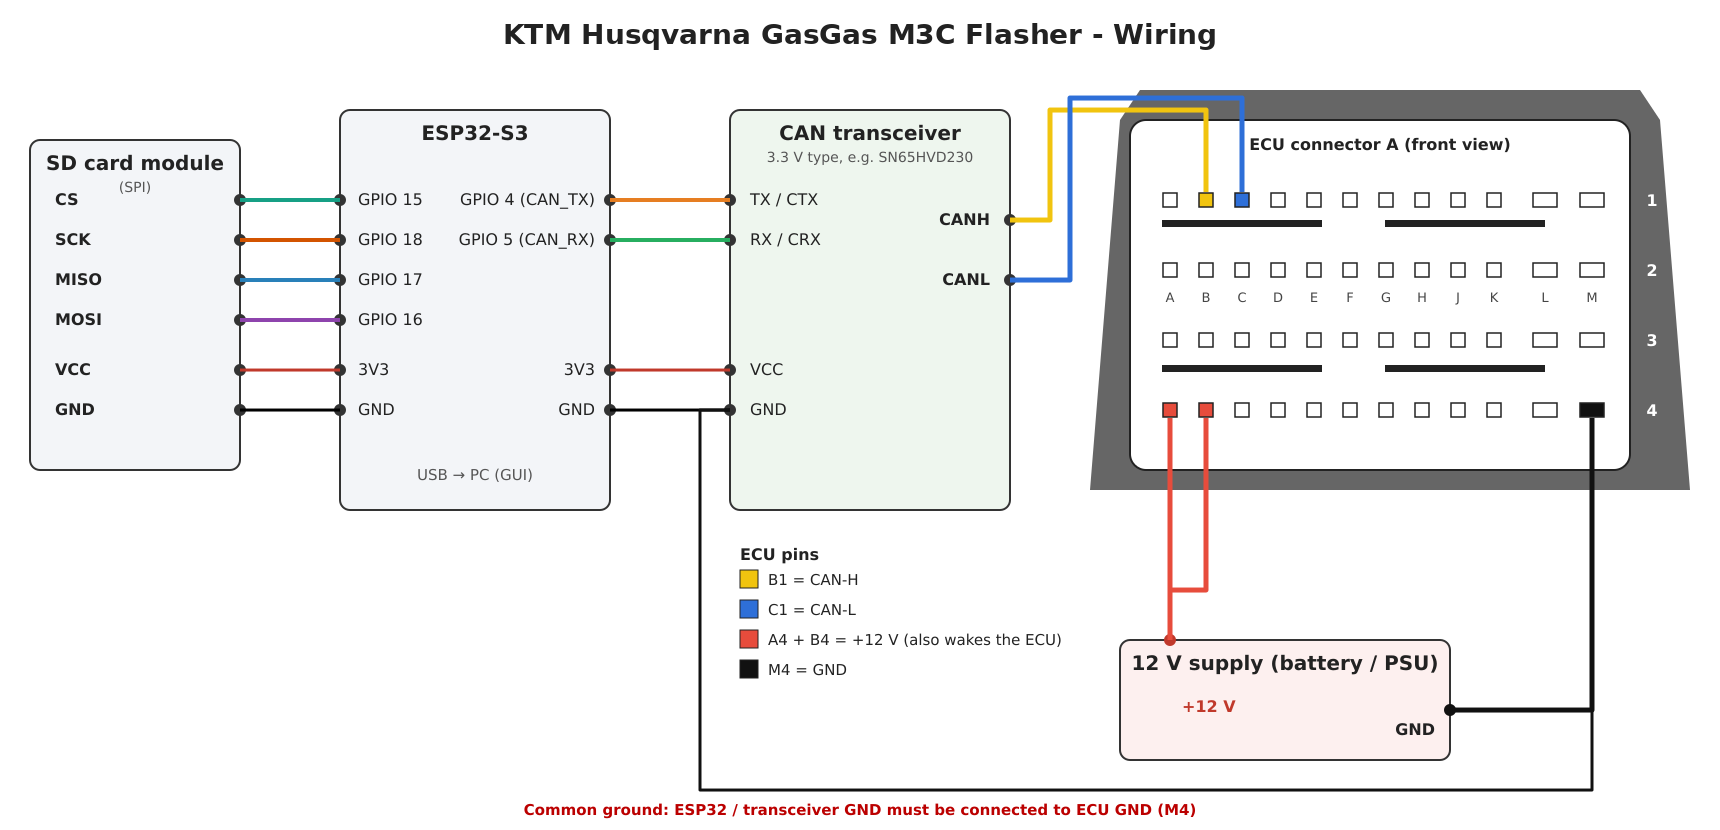 KTM Husqvarna GasGas M3C Flasher - Wiring
SD card module
(SPI)
CS
SCK
MISO
MOSI
VCC
GND
ESP32-S3
GPIO 15
GPIO 18
GPIO 17
GPIO 16
3V3
GND
GPIO 4 (CAN_TX)
GPIO 5 (CAN_RX)
3V3
GND
USB → PC (GUI)
CAN transceiver
3.3 V type, e.g. SN65HVD230
TX / CTX
RX / CRX
VCC
GND
CANH
CANL
ECU connector A (front view)
1
2
A B C D E F G H J K L M
3
4
ECU pins
B1 = CAN-H
C1 = CAN-L
A4 + B4 = +12 V (also wakes the ECU)
M4 = GND
12 V supply (battery / PSU)
+12 V
GND
Common ground: ESP32 / transceiver GND must be connected to ECU GND (M4)